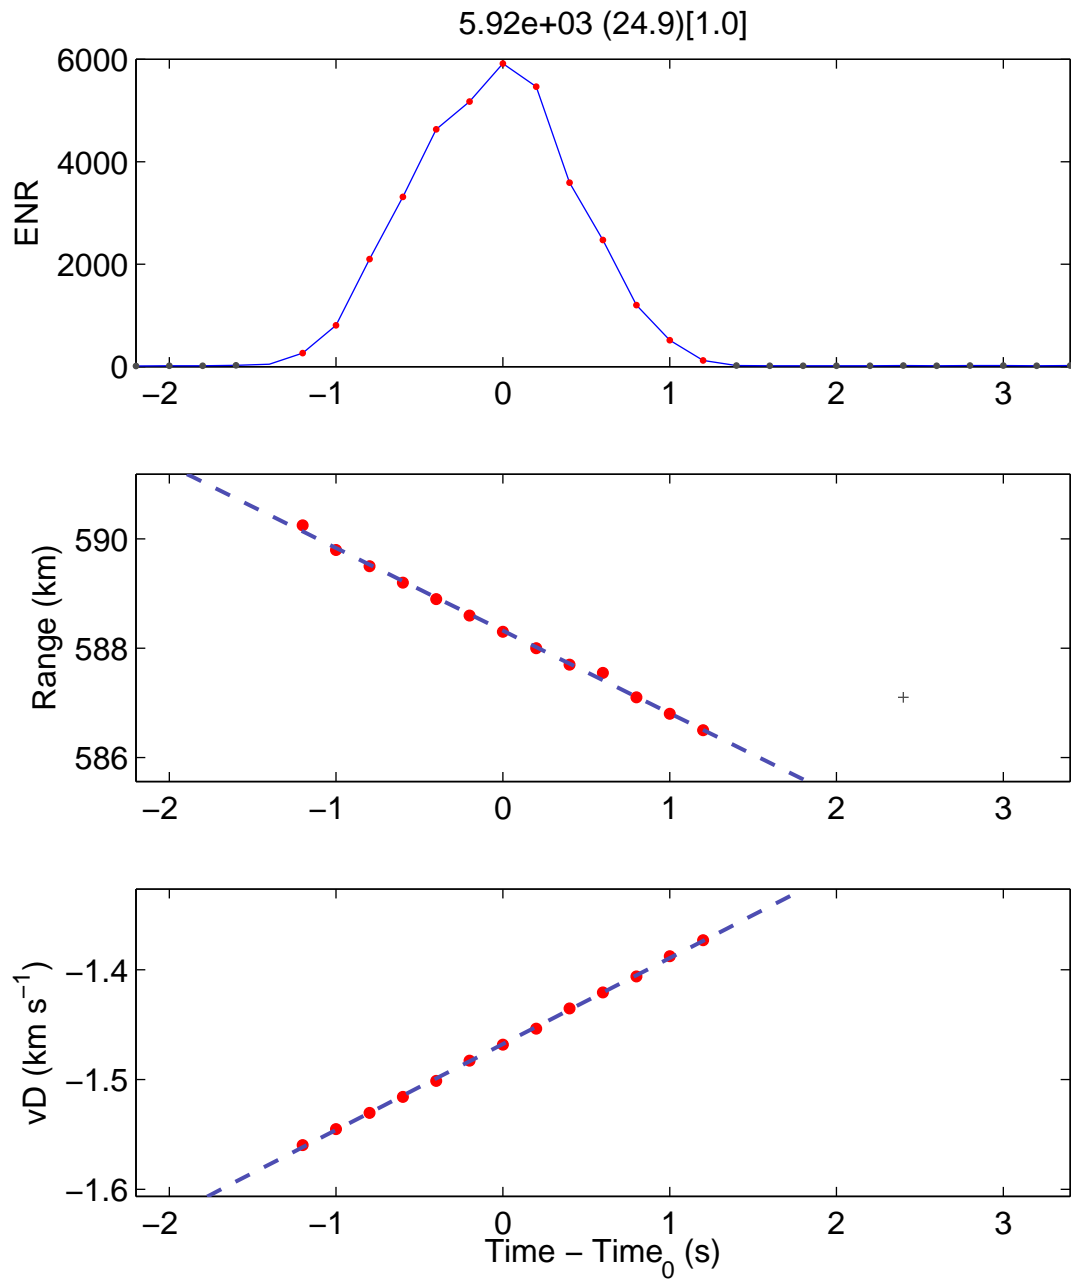 5.92e+03 (24.9)[1.0]
6000
4000
2000
0
ENR
−2 −1 0 1 2 3
590
588
586
Range (km)
−2 −1 0 1 2 3
−1.4
−1.5
−1.6
vD (km s⁻¹)
−2 −1 0 1 2 3
Time − Time₀ (s)